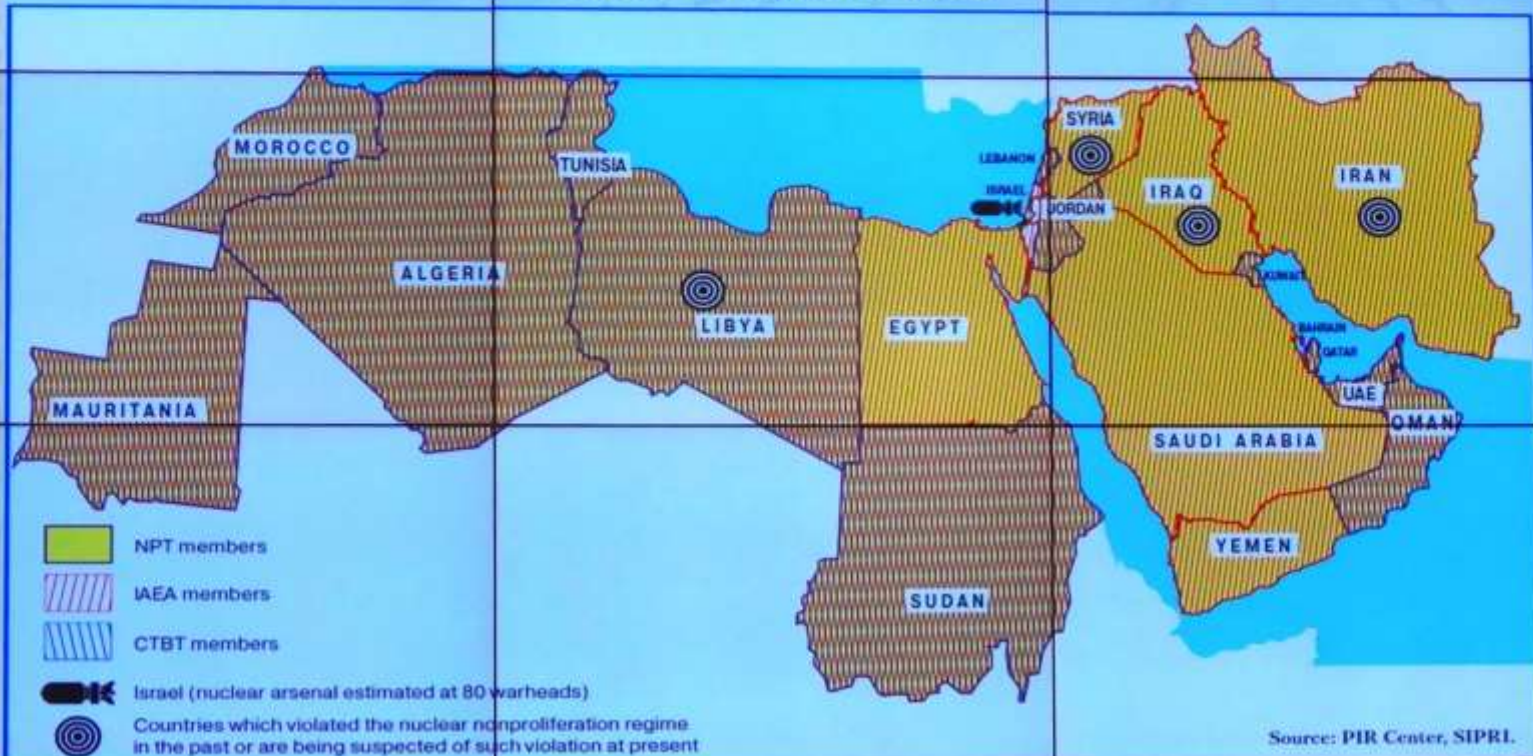 MOROCCO
TUNISIA
ALGERIA
LIBYA
EGYPT
MAURITANIA
SUDAN
SYRIA
LEBANON
ISRAEL
JORDAN
IRAQ
IRAN
KUWAIT
BAHRAIN
QATAR
UAE
OMAN
SAUDI ARABIA
YEMEN
NPT members
IAEA members
CTBT members
Israel (nuclear arsenal estimated at 80 warheads)
Countries which violated the nuclear nonproliferation regime
in the past or are being suspected of such violation at present
Source: PIR Center, SIPRI.